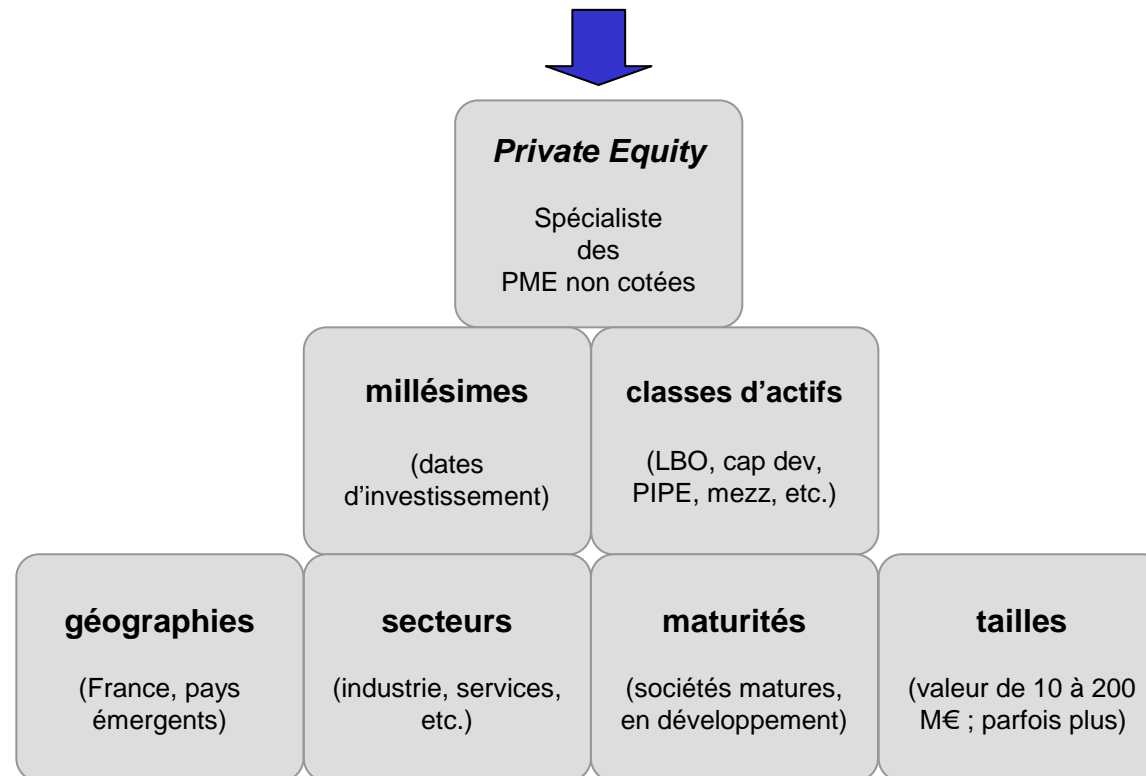 Private Equity
Spécialiste
des
PME non cotées
millésimes
(dates
d'investissement)
classes d'actifs
(LBO, cap dev,
PIPE, mezz, etc.)
géographies
(France, pays
émergents)
secteurs
(industrie, services,
etc.)
maturités
(sociétés matures,
en développement)
tailles
(valeur de 10 à 200
M€ ; parfois plus)